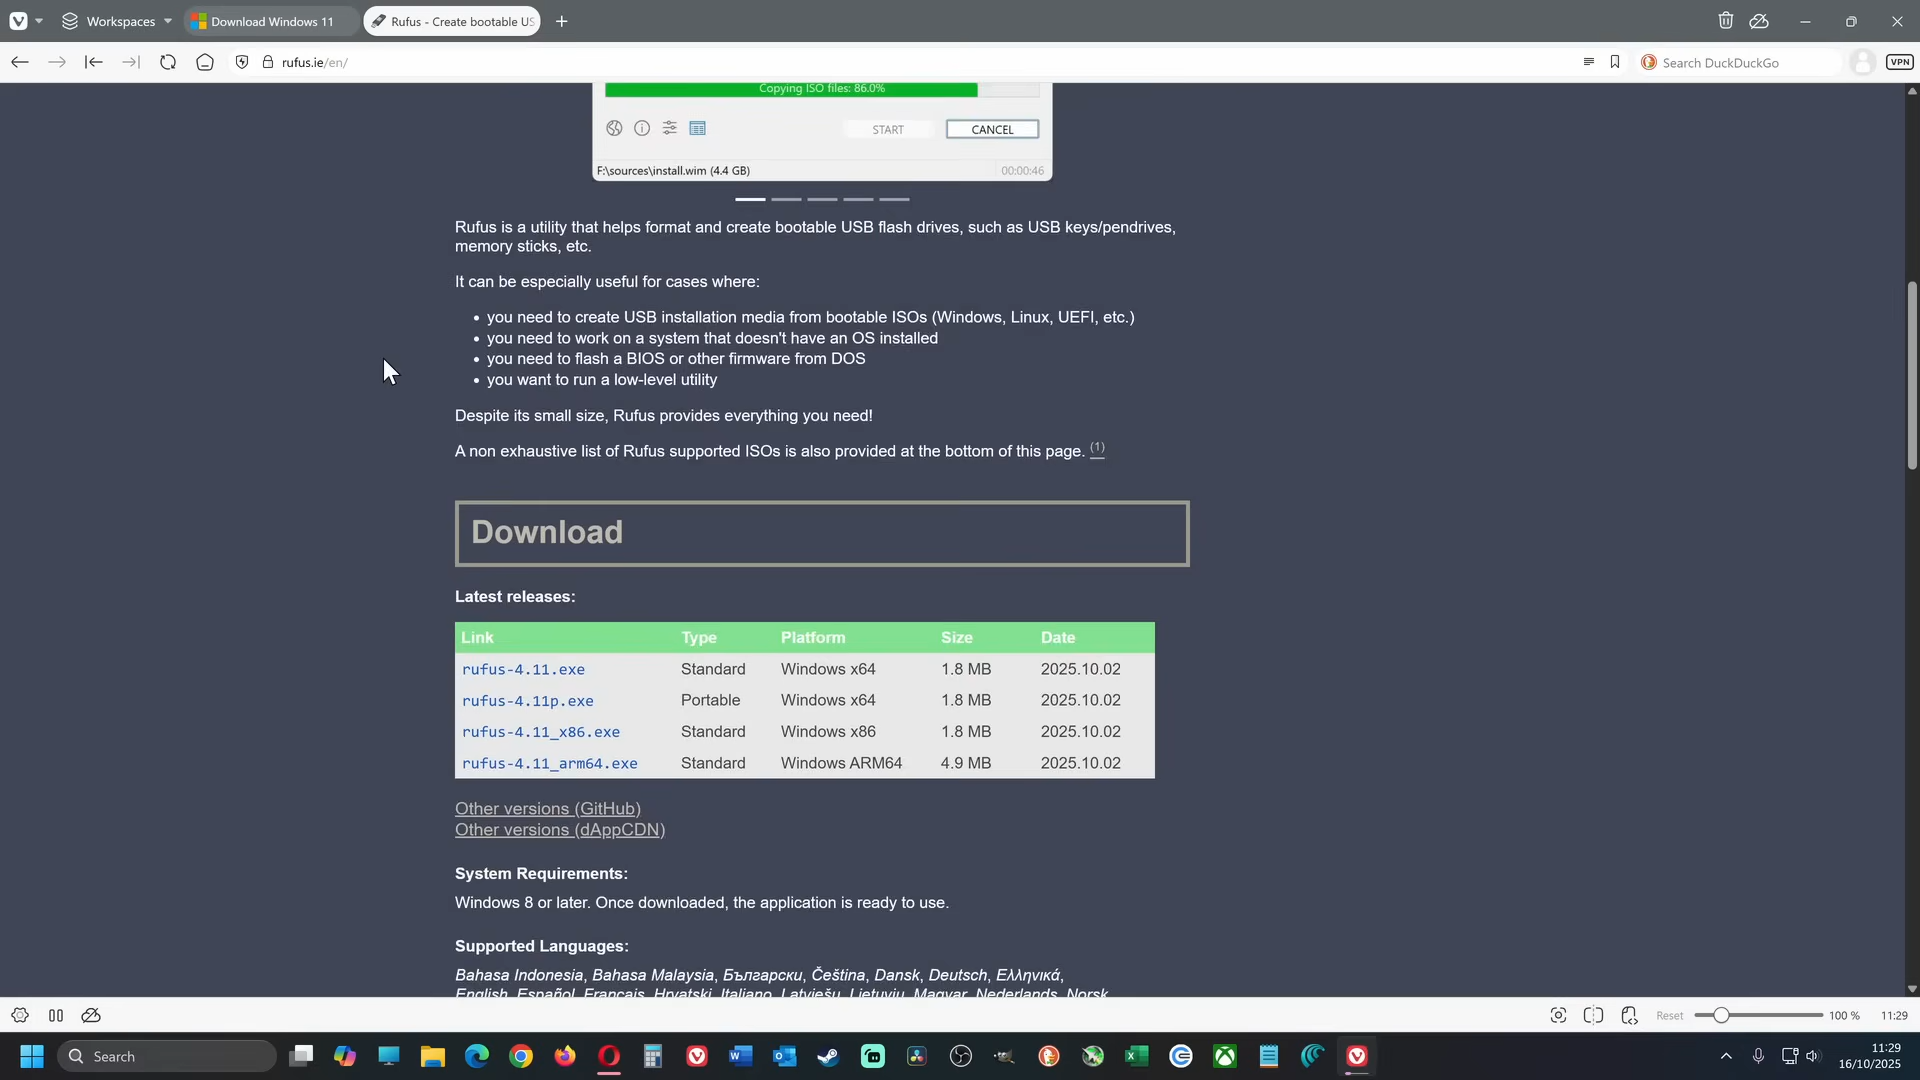 Workspaces
Download Windows 11
Rufus - Create bootable US
rufus.ie/en/
Search DuckDuckGo
VPN
Copying ISO files: 86.0%
START
CANCEL
F:\sources\install.wim (4.4 GB)
00:00:46
Rufus is a utility that helps format and create bootable USB flash drives, such as USB keys/pendrives,
memory sticks, etc.
It can be especially useful for cases where:
• you need to create USB installation media from bootable ISOs (Windows, Linux, UEFI, etc.)
• you need to work on a system that doesn't have an OS installed
• you need to flash a BIOS or other firmware from DOS
• you want to run a low-level utility
Despite its small size, Rufus provides everything you need!
A non exhaustive list of Rufus supported ISOs is also provided at the bottom of this page. (1)
Download
Latest releases:
Link Type Platform Size Date
rufus-4.11.exe Standard Windows x64 1.8 MB 2025.10.02
rufus-4.11p.exe Portable Windows x64 1.8 MB 2025.10.02
rufus-4.11_x86.exe Standard Windows x86 1.8 MB 2025.10.02
rufus-4.11_arm64.exe Standard Windows ARM64 4.9 MB 2025.10.02
Other versions (GitHub)
Other versions (dAppCDN)
System Requirements:
Windows 8 or later. Once downloaded, the application is ready to use.
Supported Languages:
Bahasa Indonesia, Bahasa Malaysia, Български, Čeština, Dansk, Deutsch, Ελληνικά,
English, Español, Français, Hrvatski, Italiano, Latviešu, Lietuvių, Magyar, Nederlands, Norsk
Reset
100 %
11:29
Search
11:29
16/10/2025